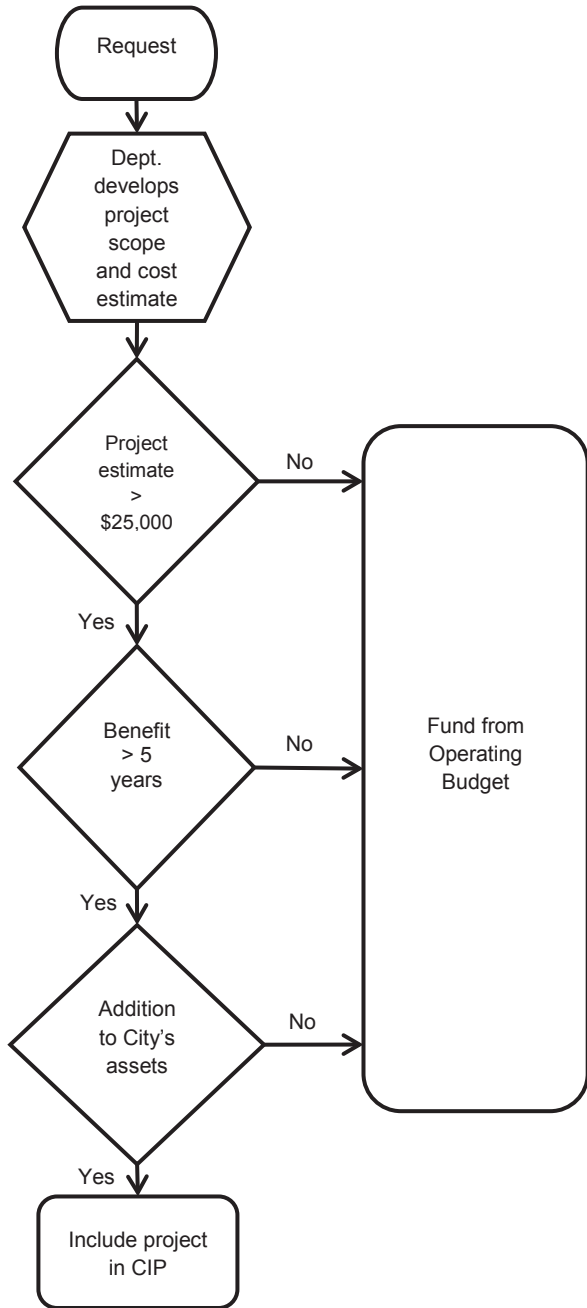 Request
Dept.
develops
project
scope
and cost
estimate
Project
estimate
>
$25,000
No
Yes
Benefit
> 5
years
No
Fund from
Operating
Budget
Yes
Addition
to City’s
assets
No
Yes
Include project
in CIP